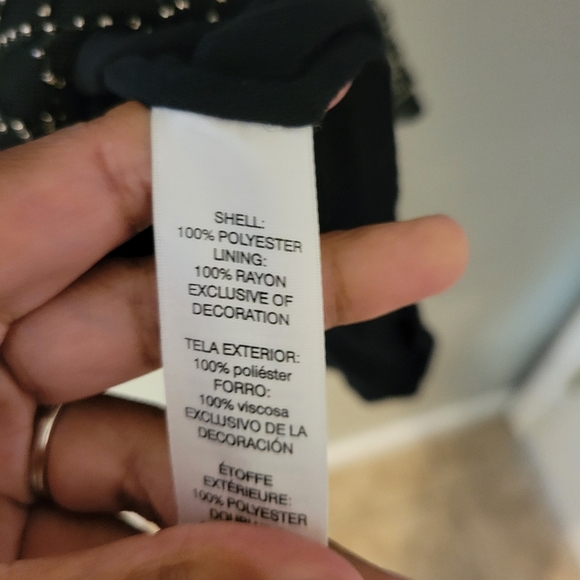 SHELL:
100% POLYESTER
LINING:
100% RAYON
EXCLUSIVE OF
DECORATION
TELA EXTERIOR:
100% poliéster
FORRO:
100% viscosa
EXCLUSIVO DE LA
DECORACIÓN
ÉTOFFE
EXTÉRIEURE:
100% POLYESTER